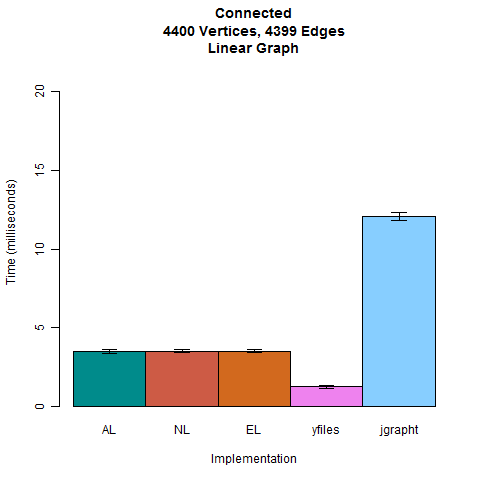 Connected
4400 Vertices, 4399 Edges
Linear Graph
Time (milliseconds)
20
15
10
5
0
AL NL EL yfiles jgrapht
Implementation